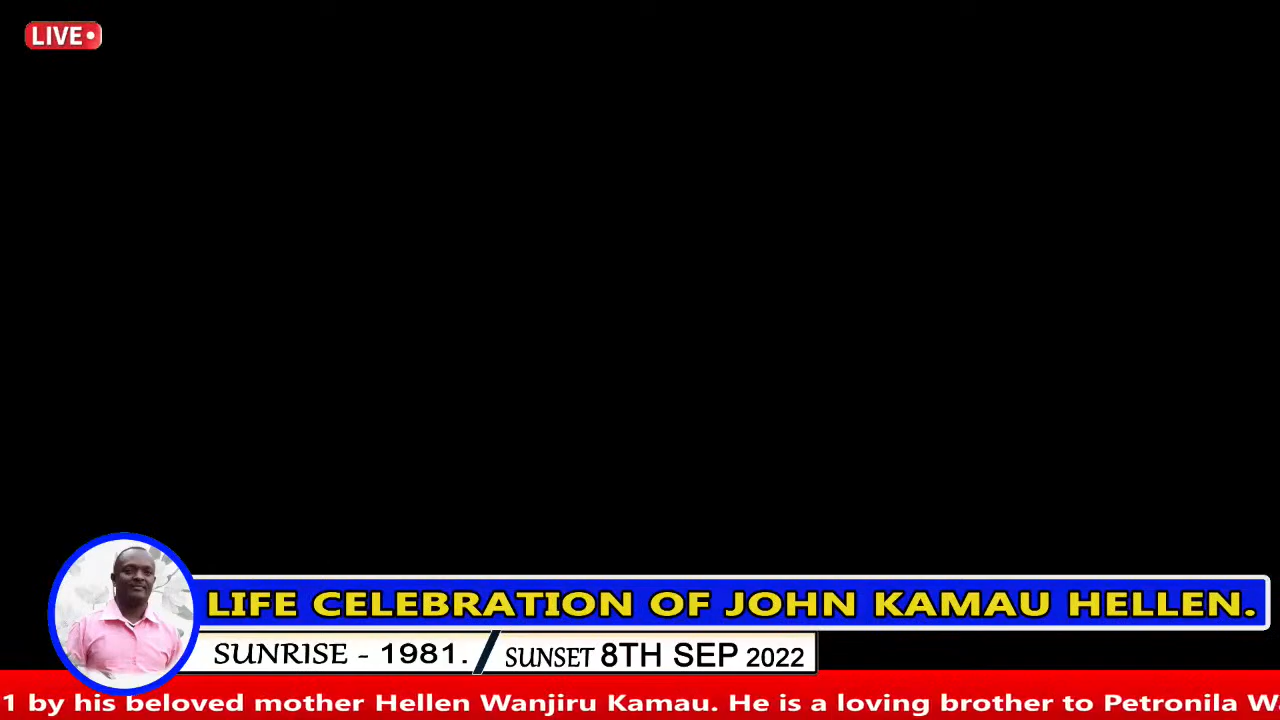 LIVE
LIFE CELEBRATION OF JOHN KAMAU HELLEN.
SUNRISE - 1981. / SUNSET 8TH SEP 2022
1 by his beloved mother Hellen Wanjiru Kamau. He is a loving brother to Petronila